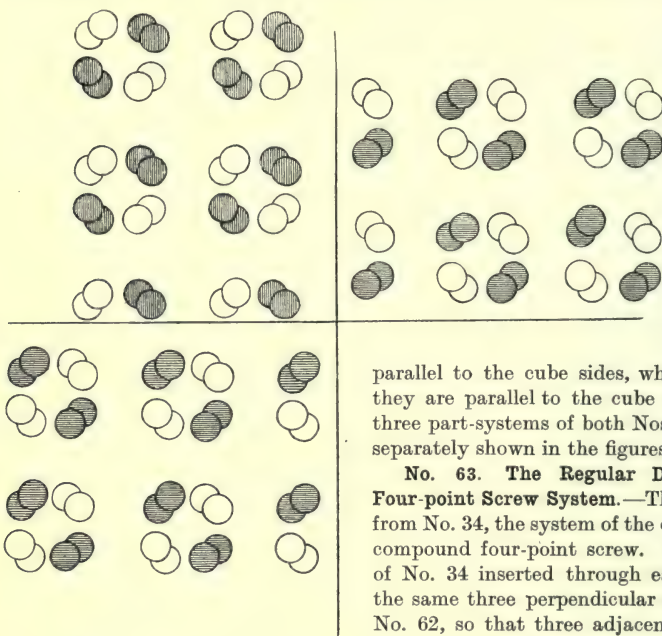 parallel to the cube sides, wh
they are parallel to the cube
three part-systems of both Nos
separately shown in the figures
No. 63. The Regular D
Four-point Screw System.—Th
from No. 34, the system of the c
compound four-point screw.
of No. 34 inserted through e
the same three perpendicular
No. 62, so that three adjacen